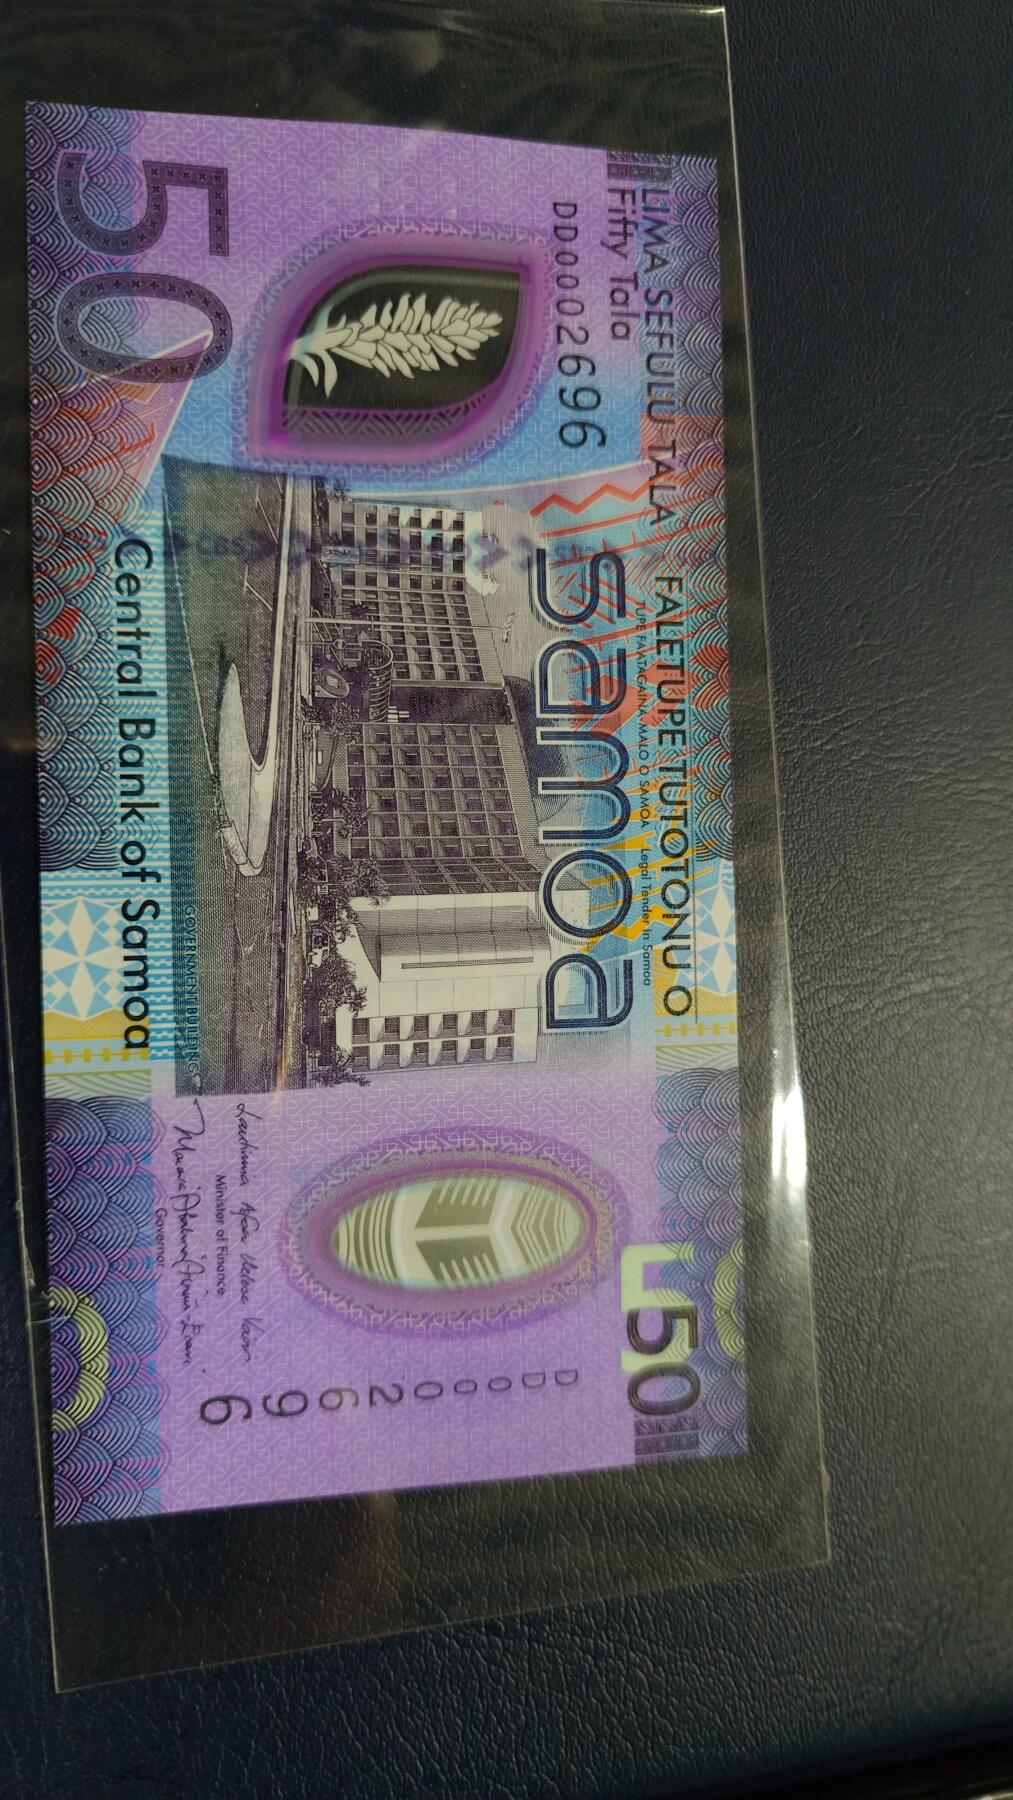 LIMA SEFULU TALA FALETUPE TUTOTONU O
Fifty Tala
TUPE FAATAGAINA MALO O SAMOA Legal Tender in Samoa
DD0002696
samoa
50
50
GOVERNMENT BUILDING
Central Bank of Samoa
Minister of Finance
Governor
DD0002696